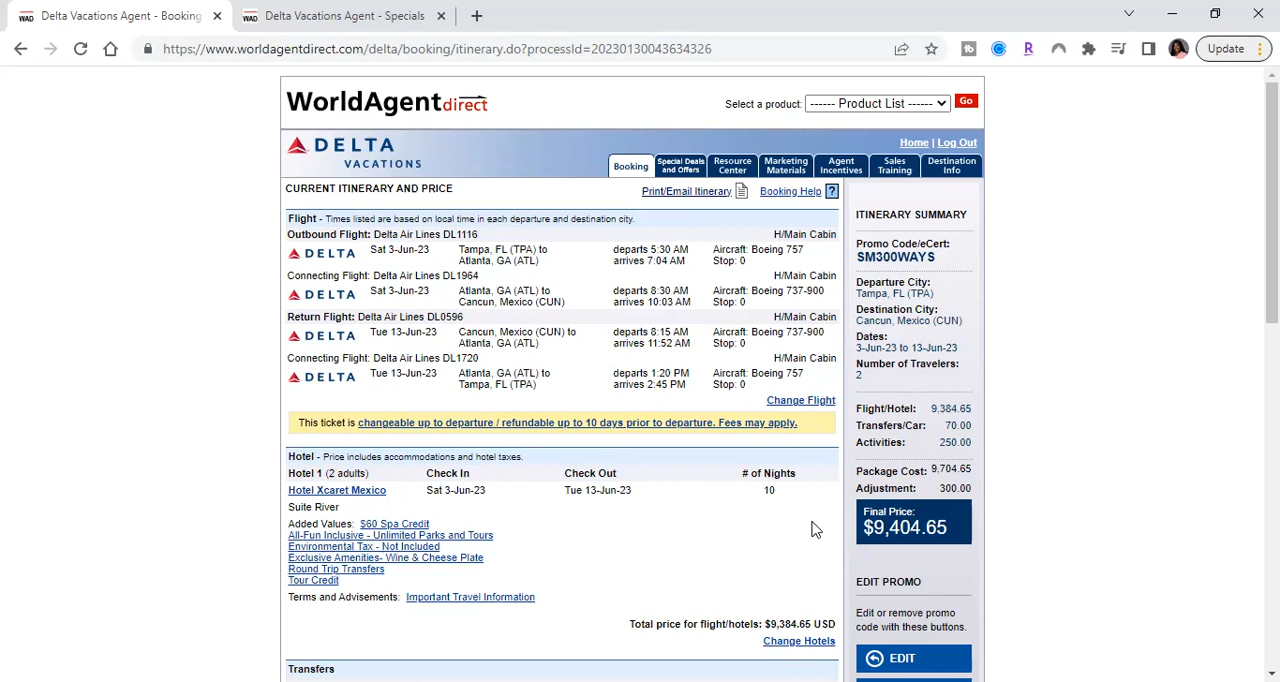 WAD Delta Vacations Agent - Booking
WAD Delta Vacations Agent - Specials
https://www.worldagentdirect.com/delta/booking/itinerary.do?processId=20230130043634326
Update
WorldAgentdirect
Select a product: ------ Product List ------ Go
DELTA
VACATIONS
Home | Log Out
Booking
Special Deals
and Offers
Resource
Center
Marketing
Materials
Agent
Incentives
Sales
Training
Destination
Info
CURRENT ITINERARY AND PRICE
Print/Email Itinerary
Booking Help ?
Flight - Times listed are based on local time in each departure and destination city.
Outbound Flight: Delta Air Lines DL1116 H/Main Cabin
DELTA Sat 3-Jun-23 Tampa, FL (TPA) to departs 5:30 AM Aircraft: Boeing 757
Atlanta, GA (ATL) arrives 7:04 AM Stop: 0
Connecting Flight: Delta Air Lines DL1964 H/Main Cabin
DELTA Sat 3-Jun-23 Atlanta, GA (ATL) to departs 8:30 AM Aircraft: Boeing 737-900
Cancun, Mexico (CUN) arrives 10:03 AM Stop: 0
Return Flight: Delta Air Lines DL0596 H/Main Cabin
DELTA Tue 13-Jun-23 Cancun, Mexico (CUN) to departs 8:15 AM Aircraft: Boeing 737-900
Atlanta, GA (ATL) arrives 11:52 AM Stop: 0
Connecting Flight: Delta Air Lines DL1720 H/Main Cabin
DELTA Tue 13-Jun-23 Atlanta, GA (ATL) to departs 1:20 PM Aircraft: Boeing 757
Tampa, FL (TPA) arrives 2:45 PM Stop: 0
Change Flight
This ticket is changeable up to departure / refundable up to 10 days prior to departure. Fees may apply.
Hotel - Price includes accommodations and hotel taxes.
Hotel 1 (2 adults) Check In Check Out # of Nights
Hotel Xcaret Mexico Sat 3-Jun-23 Tue 13-Jun-23 10
Suite River
Added Values: $60 Spa Credit
All-Fun Inclusive - Unlimited Parks and Tours
Environmental Tax - Not Included
Exclusive Amenities- Wine & Cheese Plate
Round Trip Transfers
Tour Credit
Terms and Advisements: Important Travel Information
Total price for flight/hotels: $9,384.65 USD
Change Hotels
Transfers
ITINERARY SUMMARY
Promo Code/eCert:
SM300WAYS
Departure City:
Tampa, FL (TPA)
Destination City:
Cancun, Mexico (CUN)
Dates:
3-Jun-23 to 13-Jun-23
Number of Travelers:
2
Flight/Hotel: 9,384.65
Transfers/Car: 70.00
Activities: 250.00
Package Cost: 9,704.65
Adjustment: 300.00
Final Price:
$9,404.65
EDIT PROMO
Edit or remove promo
code with these buttons.
EDIT